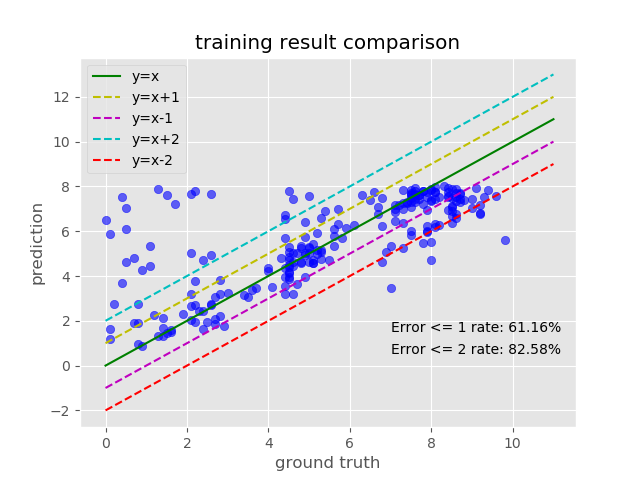 training result comparison
y=x
y=x+1
y=x-1
y=x+2
y=x-2
12
10
8
6
4
2
0
−2
prediction
Error <= 1 rate: 61.16%
Error <= 2 rate: 82.58%
0 2 4 6 8 10
ground truth